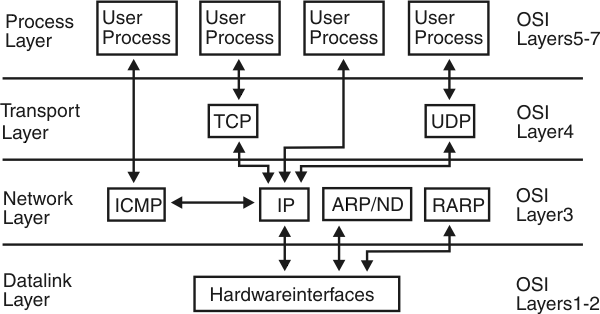 Process
Layer
User
Process
User
Process
User
Process
User
Process
OSI
Layers5-7
Transport
Layer
TCP
UDP
OSI
Layer4
Network
Layer
ICMP
IP
ARP/ND
RARP
OSI
Layer3
Datalink
Layer
Hardwareinterfaces
OSI
Layers1-2